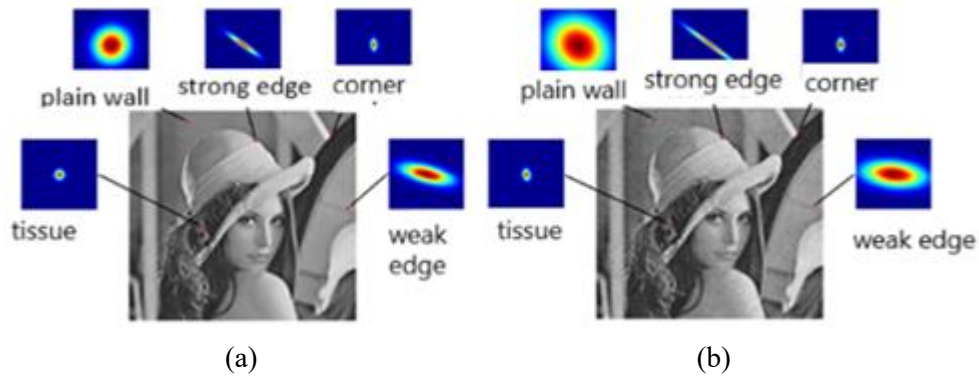 plain wall
strong edge
corner
tissue
weak
edge
(a)
plain wall
strong edge
corner
tissue
weak edge
(b)